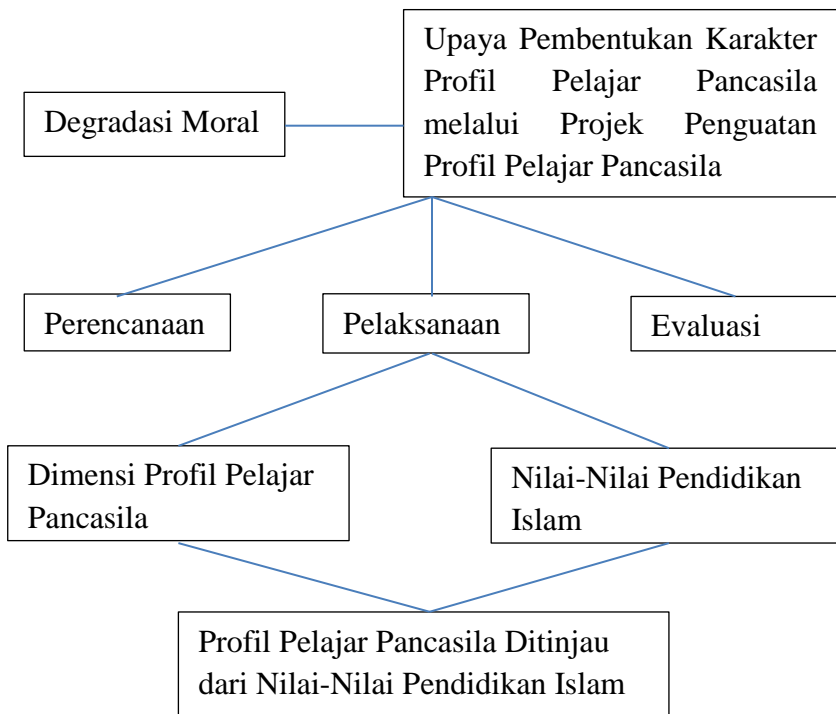 Upaya Pembentukan Karakter
Profil Pelajar Pancasila
melalui Projek Penguatan
Profil Pelajar Pancasila
Degradasi Moral
Perencanaan
Pelaksanaan
Evaluasi
Dimensi Profil Pelajar
Pancasila
Nilai-Nilai Pendidikan
Islam
Profil Pelajar Pancasila Ditinjau
dari Nilai-Nilai Pendidikan Islam